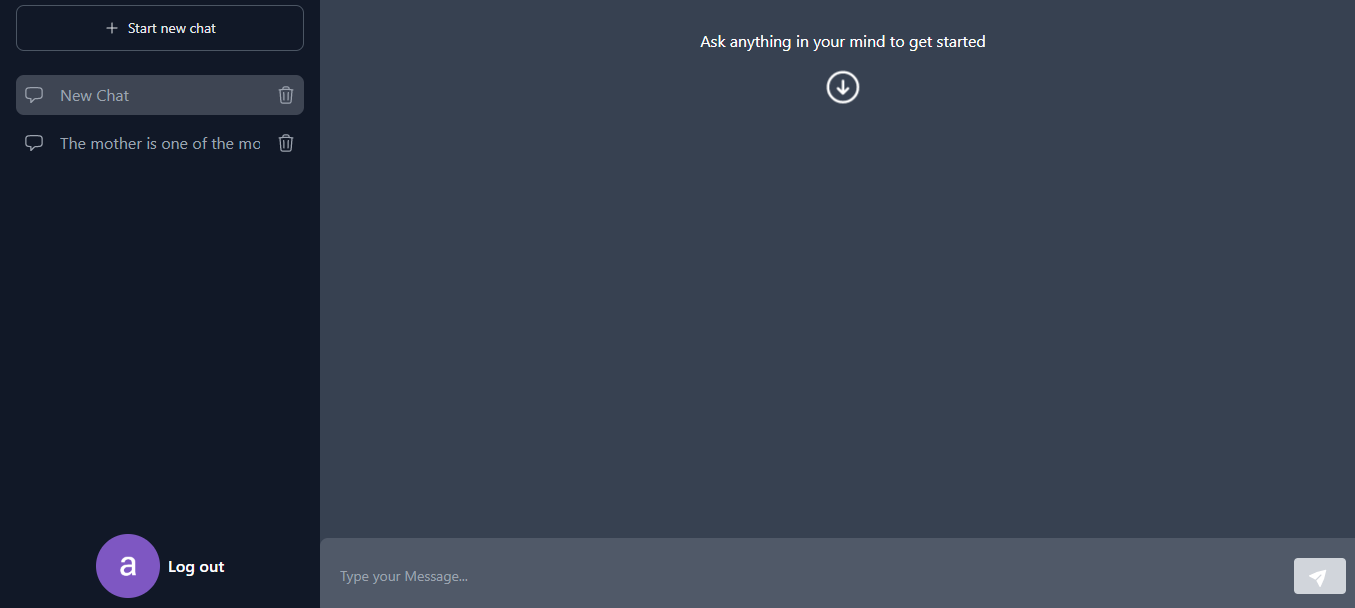 Start new chat
New Chat
The mother is one of the mo
a
Log out
Ask anything in your mind to get started
Type your Message...